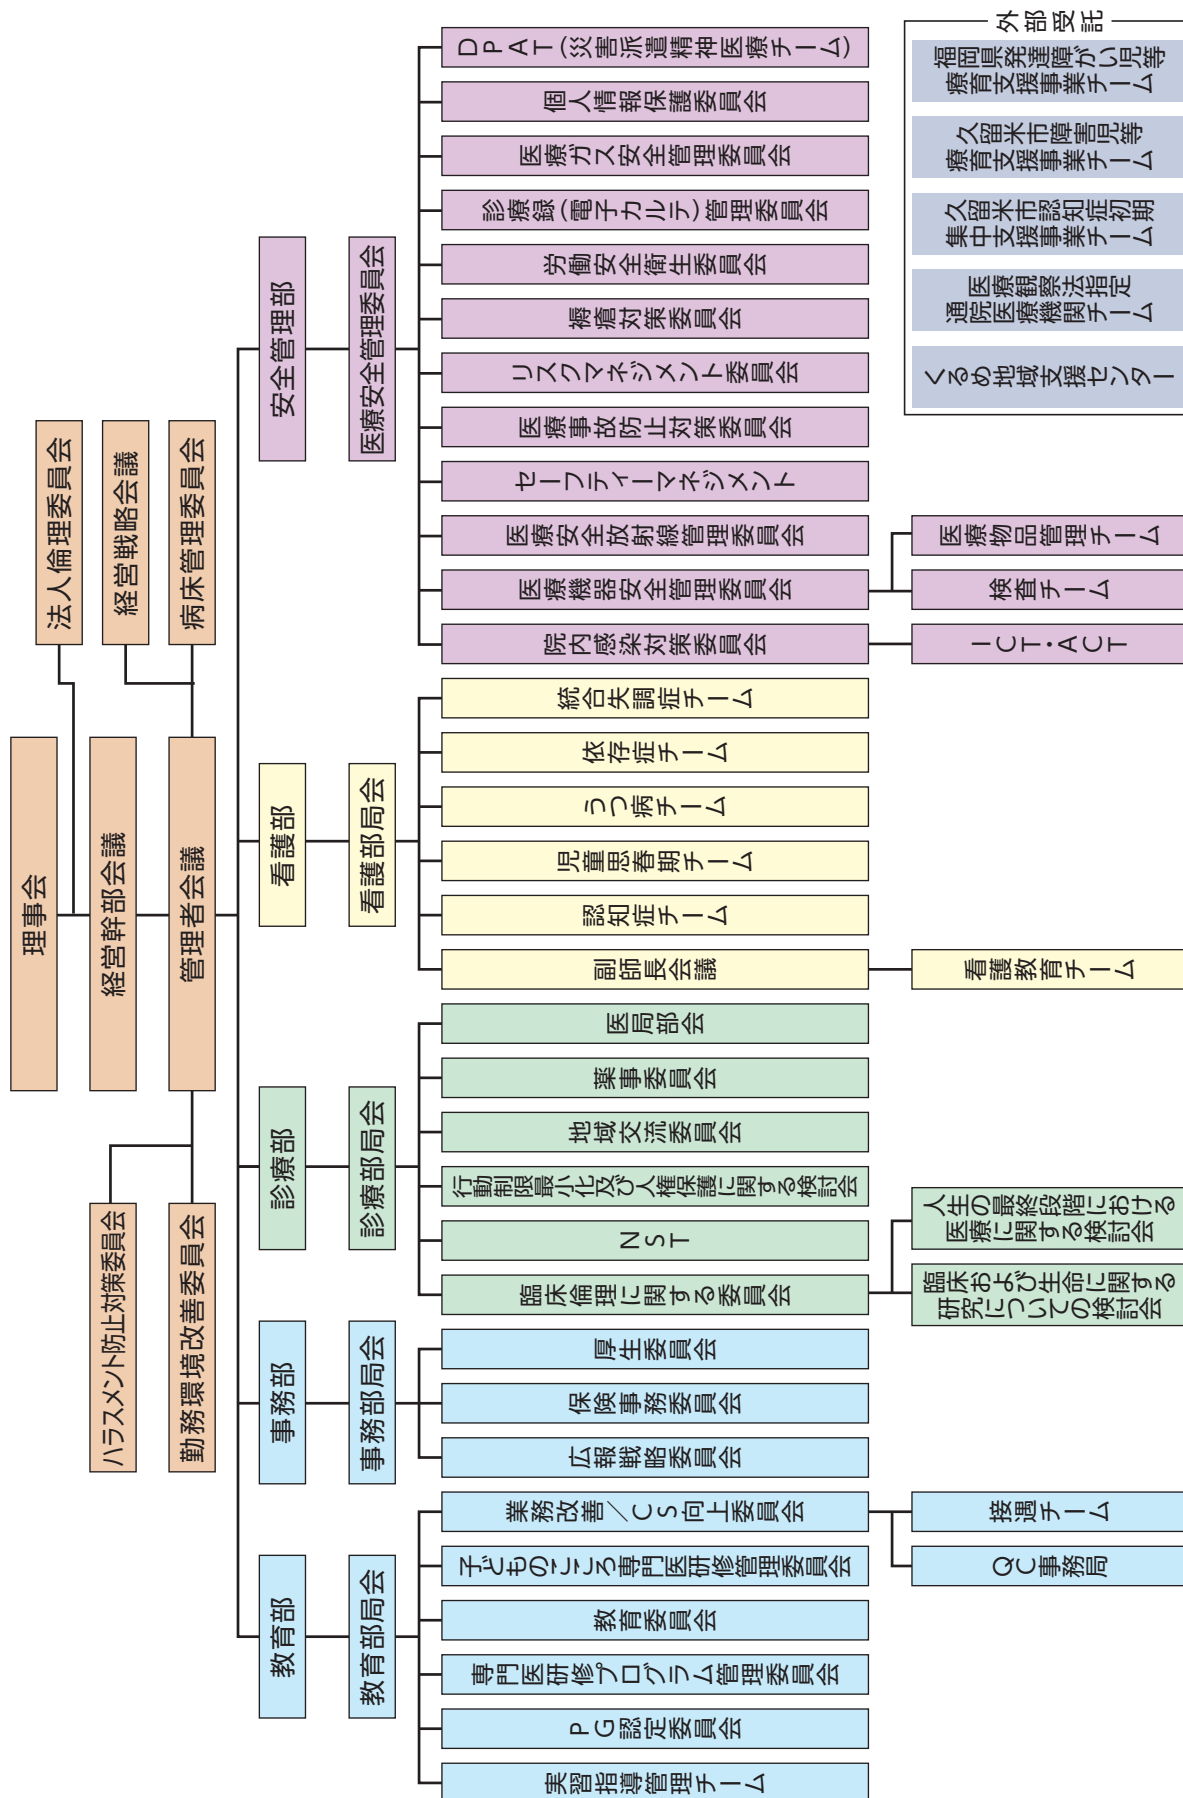 理事会
法人倫理委員会
経営幹部会議
経営戦略会議
ハラスメント防止対策委員会
管理者会議
病床管理委員会
勤務環境改善委員会
教育部
事務部
診療部
看護部
安全管理部
教育部局会
事務部局会
診療部局会
看護部局会
医療安全管理委員会
実習指導管理チーム
PG認定委員会
専門医研修プログラム管理委員会
教育委員会
子どものこころ専門医研修管理委員会
業務改善/CS向上委員会
広報戦略委員会
保険事務委員会
厚生委員会
臨床倫理に関する委員会
NST
行動制限最小化及び人権保護に関する検討会
地域交流委員会
薬事委員会
医局部会
副師長会議
認知症チーム
児童思春期チーム
うつ病チーム
依存症チーム
統合失調症チーム
院内感染対策委員会
医療機器安全管理委員会
医療安全放射線管理委員会
セーフティーマネジメント
医療事故防止対策委員会
リスクマネジメント委員会
褥瘡対策委員会
労働安全衛生委員会
診療録(電子カルテ)管理委員会
医療ガス安全管理委員会
個人情報保護委員会
DPAT(災害派遣精神医療チーム)
QC事務局
接遇チーム
臨床および生命に関する
研究についての検討会
人生の最終段階における
医療に関する検討会
看護教育チーム
ICT・ACT
検査チーム
医療物品管理チーム
外部受託
くるめ地域支援センター
医療観察法指定
通院医療機関チーム
久留米市認知症初期
集中支援事業チーム
久留米市障害児等
療育支援事業チーム
福岡県発達障がい児等
療育支援事業チーム